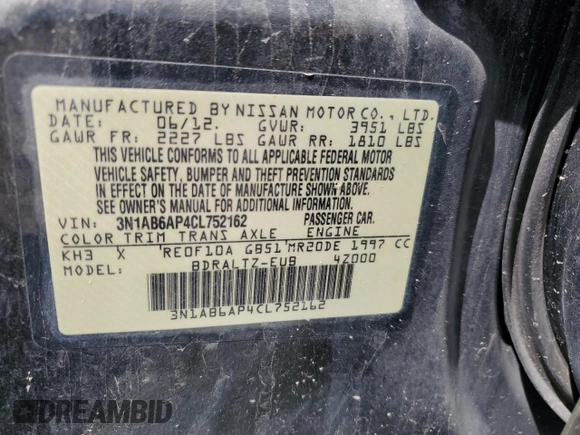 MANUFACTURED BY NISSAN MOTOR CO., LTD.
DATE: 06/12. GVWR: 3951 LBS
GAWR FR: 2227 LBS GAWR RR: 1810 LBS
THIS VEHICLE CONFORMS TO ALL APPLICABLE FEDERAL MOTOR
VEHICLE SAFETY, BUMPER AND THEFT PREVENTION STANDARDS
IN EFFECT ON THE DATE OF MANUFACTURE SHOWN ABOVE.
SEE OWNER'S MANUAL FOR ADDITIONAL INFORMATION.
VIN: 3N1AB6AP4CL752162 PASSENGER CAR.
COLOR TRIM TRANS AXLE ENGINE
KH3 X RE0F10A GB51 MR20DE 1997 CC
MODEL: BDRALTZ-EUB 4Z000
3N1AB6AP4CL752162
DREAMBID